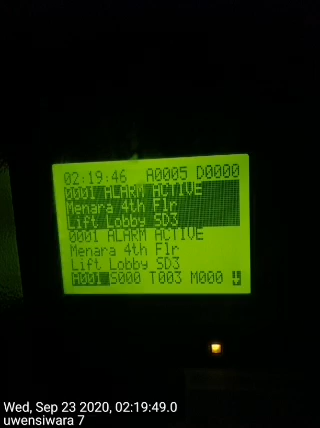 02:19:46 A0005 D0000
0001 ALARM ACTIVE
Menara 4th Flr
Lift Lobby SD3
0001 ALARM ACTIVE
Menara 4th Flr
Lift Lobby SD3
A001 S000 T003 M000
Wed, Sep 23 2020, 02:19:49.0
uwensiwara 7